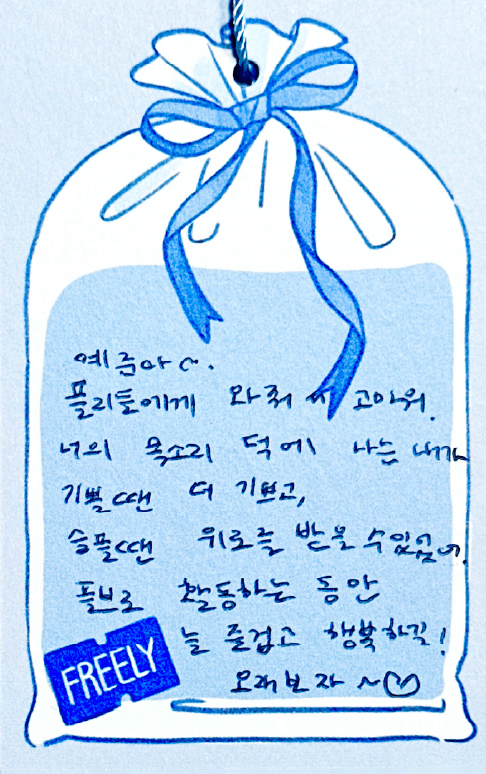 예준아~.
플리들에게 와줘서 고마워.
너의 목소리 덕에 나는 내가
기쁠땐 더 기쁘고,
슬플땐 위로를 받을 수 있었어.
플브로 활동하는 동안
늘 즐겁고 행복하길!
오래보자 ~♡
FREELY